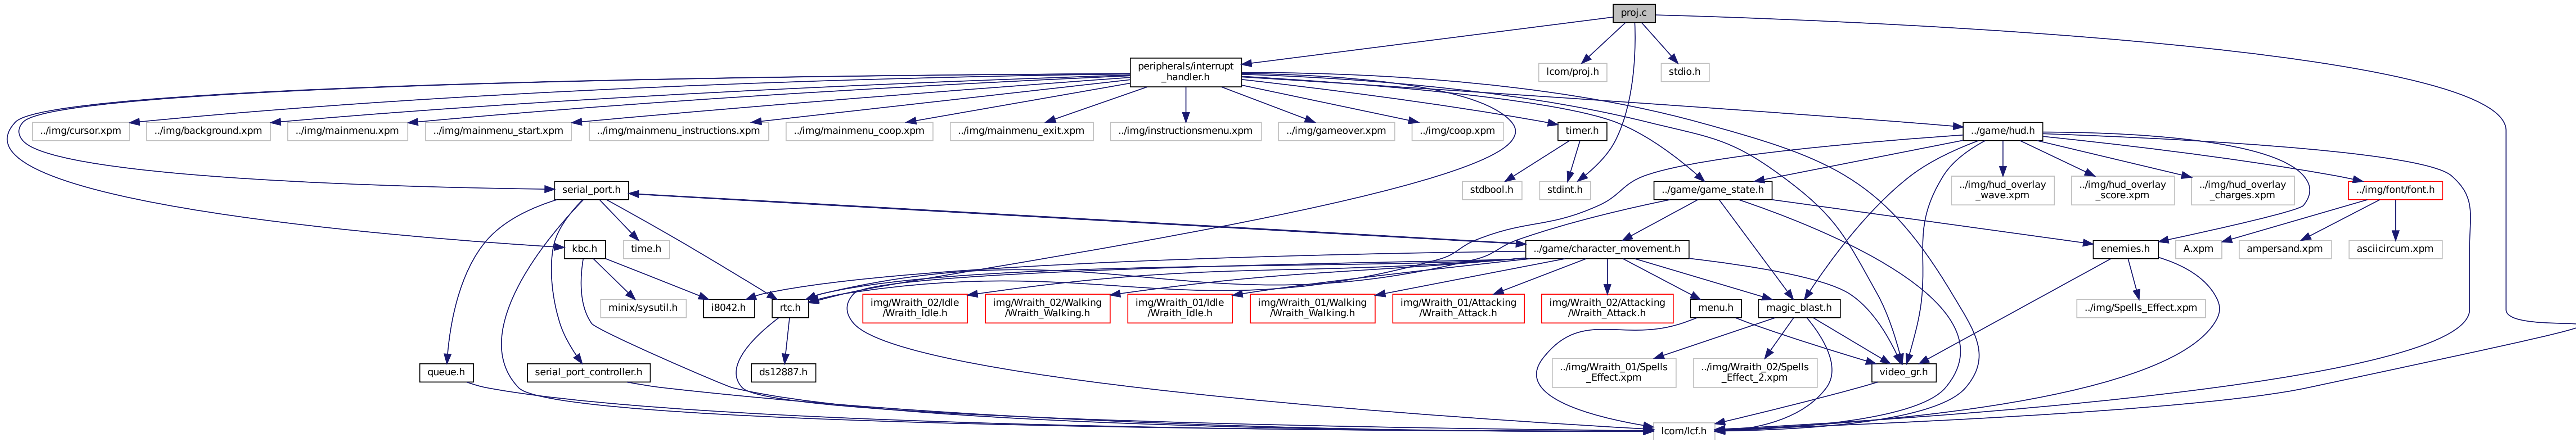 proj.c
peripherals/interrupt
_handler.h
lcom/proj.h
stdio.h
../img/cursor.xpm
../img/background.xpm
../img/mainmenu.xpm
../img/mainmenu_start.xpm
../img/mainmenu_instructions.xpm
../img/mainmenu_coop.xpm
../img/mainmenu_exit.xpm
../img/instructionsmenu.xpm
../img/gameover.xpm
../img/coop.xpm
timer.h
../game/hud.h
serial_port.h
stdbool.h
stdint.h
../game/game_state.h
../img/hud_overlay
_wave.xpm
../img/hud_overlay
_score.xpm
../img/hud_overlay
_charges.xpm
../img/font/font.h
kbc.h
time.h
../game/character_movement.h
enemies.h
A.xpm
ampersand.xpm
asciicircum.xpm
minix/sysutil.h
i8042.h
rtc.h
img/Wraith_02/Idle
/Wraith_Idle.h
img/Wraith_02/Walking
/Wraith_Walking.h
img/Wraith_01/Idle
/Wraith_Idle.h
img/Wraith_01/Walking
/Wraith_Walking.h
img/Wraith_01/Attacking
/Wraith_Attack.h
img/Wraith_02/Attacking
/Wraith_Attack.h
menu.h
magic_blast.h
../img/Spells_Effect.xpm
queue.h
serial_port_controller.h
ds12887.h
../img/Wraith_01/Spells
_Effect.xpm
../img/Wraith_02/Spells
_Effect_2.xpm
video_gr.h
lcom/lcf.h